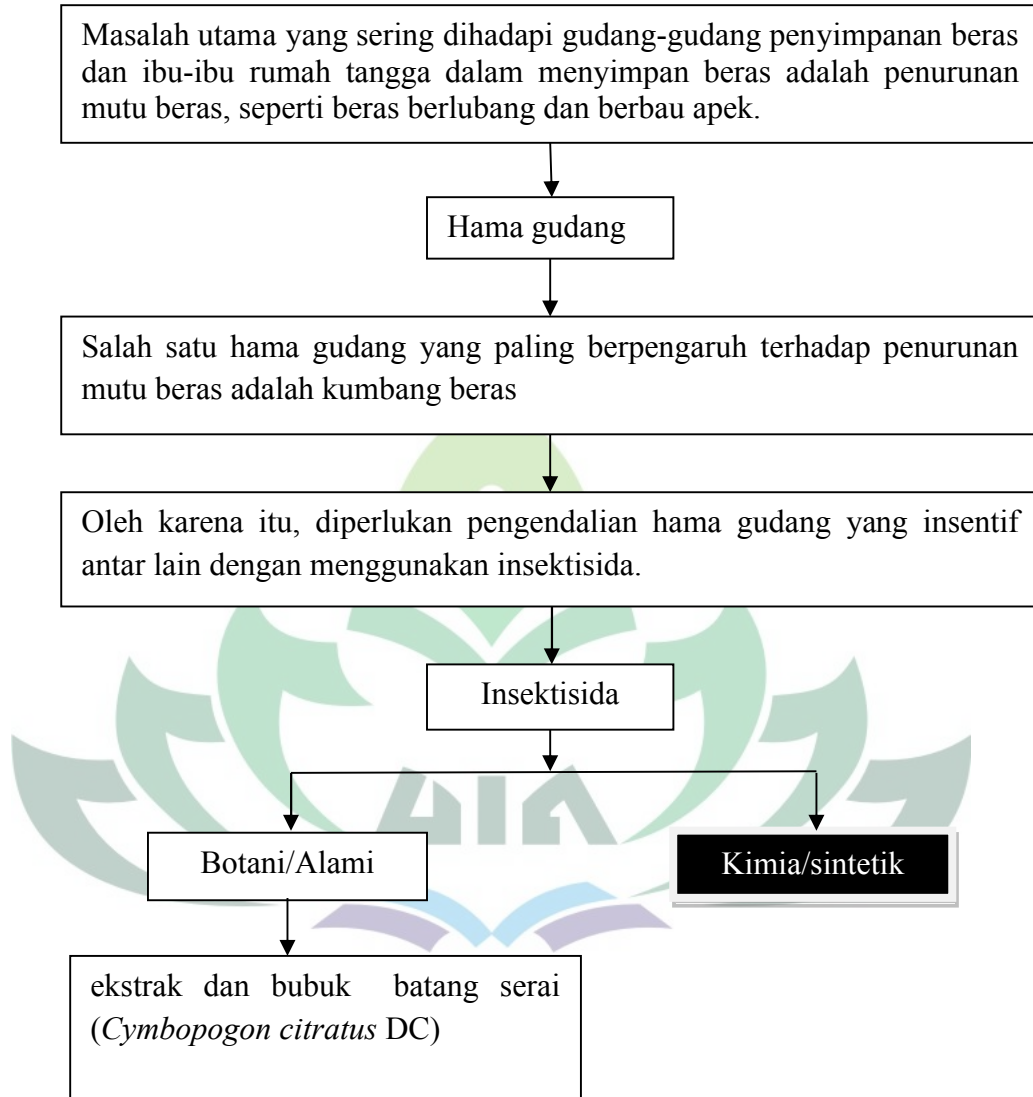 Masalah utama yang sering dihadapi gudang-gudang penyimpanan beras
dan ibu-ibu rumah tangga dalam menyimpan beras adalah penurunan
mutu beras, seperti beras berlubang dan berbau apek.
Hama gudang
Salah satu hama gudang yang paling berpengaruh terhadap penurunan
mutu beras adalah kumbang beras
Oleh karena itu, diperlukan pengendalian hama gudang yang insentif
antar lain dengan menggunakan insektisida.
Insektisida
Botani/Alami
Kimia/sintetik
ekstrak dan bubuk batang serai
(Cymbopogon citratus DC)